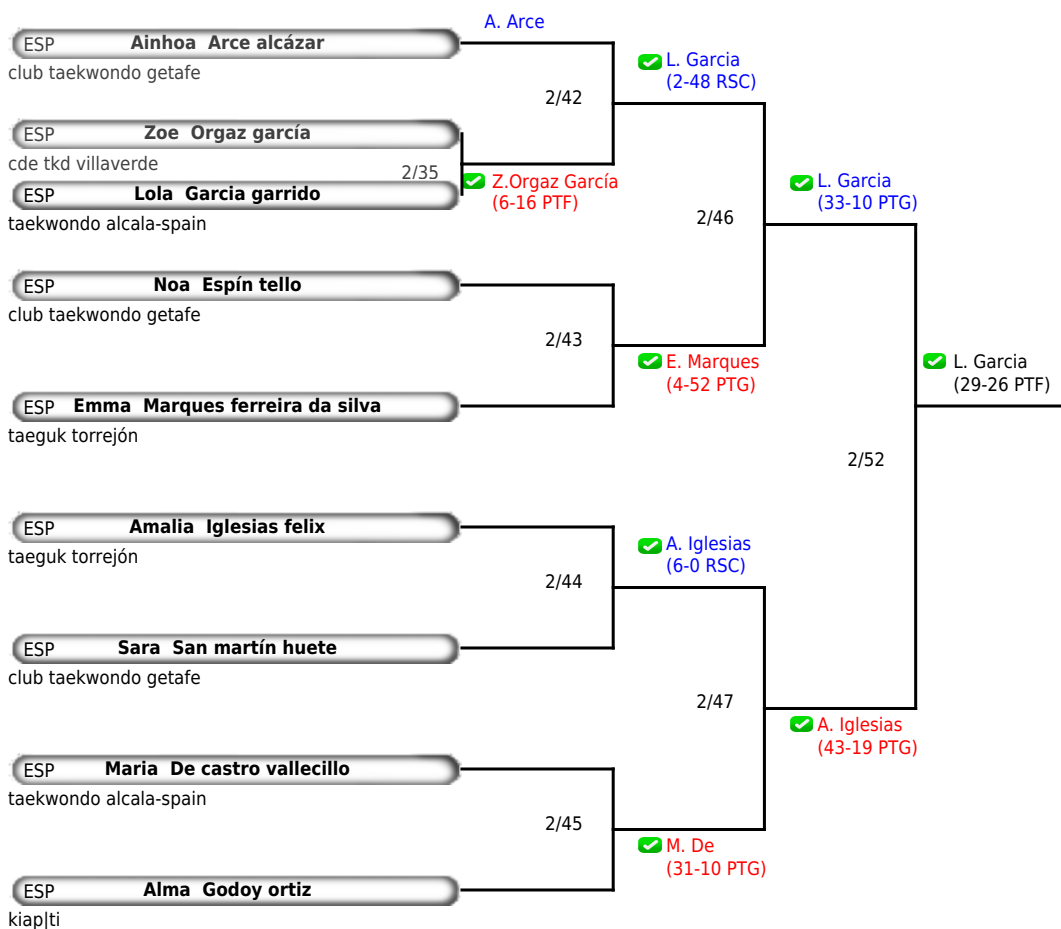 A. Arce
ESP Ainhoa Arce alcázar
club taekwondo getafe
L. Garcia
(2-48 RSC)
2/42
ESP Zoe Orgaz garcía
cde tkd villaverde
2/35
Z.Orgaz García
(6-16 PTF)
ESP Lola Garcia garrido
taekwondo alcala-spain
L. Garcia
(33-10 PTG)
2/46
ESP Noa Espín tello
club taekwondo getafe
2/43
E. Marques
(4-52 PTG)
L. Garcia
(29-26 PTF)
ESP Emma Marques ferreira da silva
taeguk torrejón
2/52
ESP Amalia Iglesias felix
taeguk torrejón
A. Iglesias
(6-0 RSC)
2/44
ESP Sara San martín huete
club taekwondo getafe
2/47
A. Iglesias
(43-19 PTG)
ESP Maria De castro vallecillo
taekwondo alcala-spain
2/45
M. De
(31-10 PTG)
ESP Alma Godoy ortiz
kiap|ti